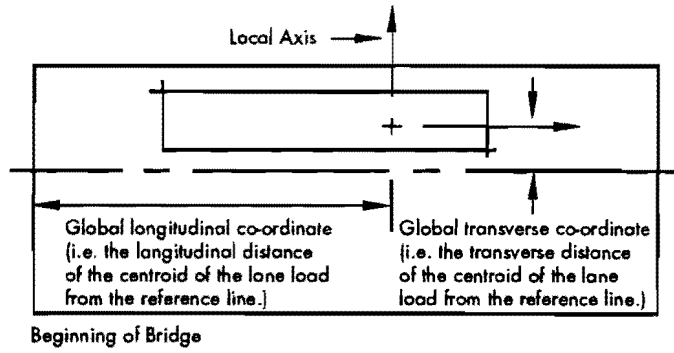 Local Axis
Global longitudinal co-ordinate
(i.e. the longitudinal distance
of the centroid of the lane load
from the reference line.)
Global transverse co-ordinate
(i.e. the transverse distance
of the centroid of the lane
load from the reference line.)
Beginning of Bridge